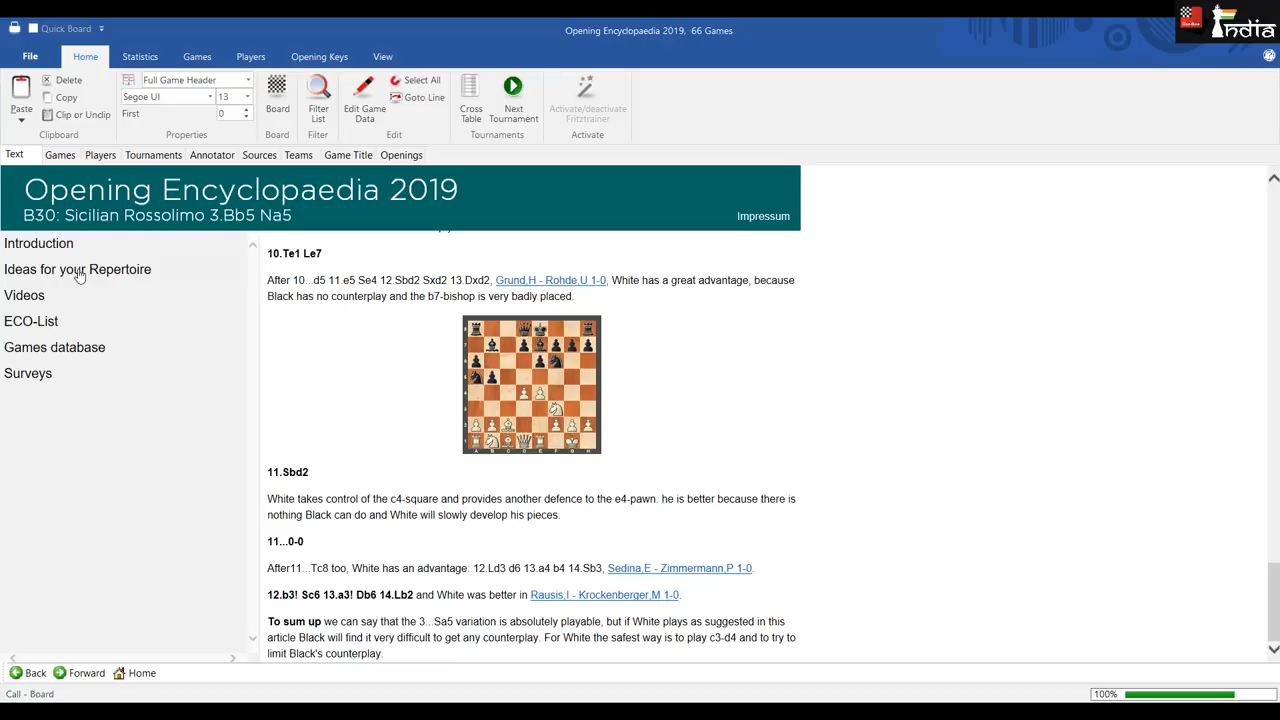 Quick Board
Opening Encyclopaedia 2019, 66 Games
India
File
Home
Statistics
Games
Players
Opening Keys
View
Paste
Delete
Copy
Clip or Undip
Clipboard
Full Game Header
Segoe UI
13
First
0
Properties
Board
Board
Filter
List
Filter
Edit Game
Data
Select All
Goto Line
Edit
Cross
Table
Next
Tournament
Tournaments
Activate/deactivate
Fritztrainer
Activate
Text
Games
Players
Tournaments
Annotator
Sources
Teams
Game Title
Openings
Opening Encyclopaedia 2019
B30: Sicilian Rossolimo 3.Bb5 Na5
Impressum
Introduction
Ideas for your Repertoire
Videos
ECO-List
Games database
Surveys
10.Te1 Le7
After 10...d5 11.e5 Se4 12.Sbd2 Sxd2 13.Dxd2, Grund,H - Rohde,U 1-0, White has a great advantage, because
Black has no counterplay and the b7-bishop is very badly placed.
11.Sbd2
White takes control of the c4-square and provides another defence to the e4-pawn. he is better because there is
nothing Black can do and White will slowly develop his pieces.
11...0-0
After11...Tc8 too, White has an advantage: 12.Ld3 d6 13.a4 b4 14.Sb3, Sedina,E - Zimmermann,P 1-0.
12.b3! Sc6 13.a3! Db6 14.Lb2 and White was better in Rausis,I - Krockenberger,M 1-0.
To sum up we can say that the 3...Sa5 variation is absolutely playable, but if White plays as suggested in this
article Black will find it very difficult to get any counterplay. For White the safest way is to play c3-d4 and to try to
limit Black's counterplay.
Back
Forward
Home
Call - Board
100%